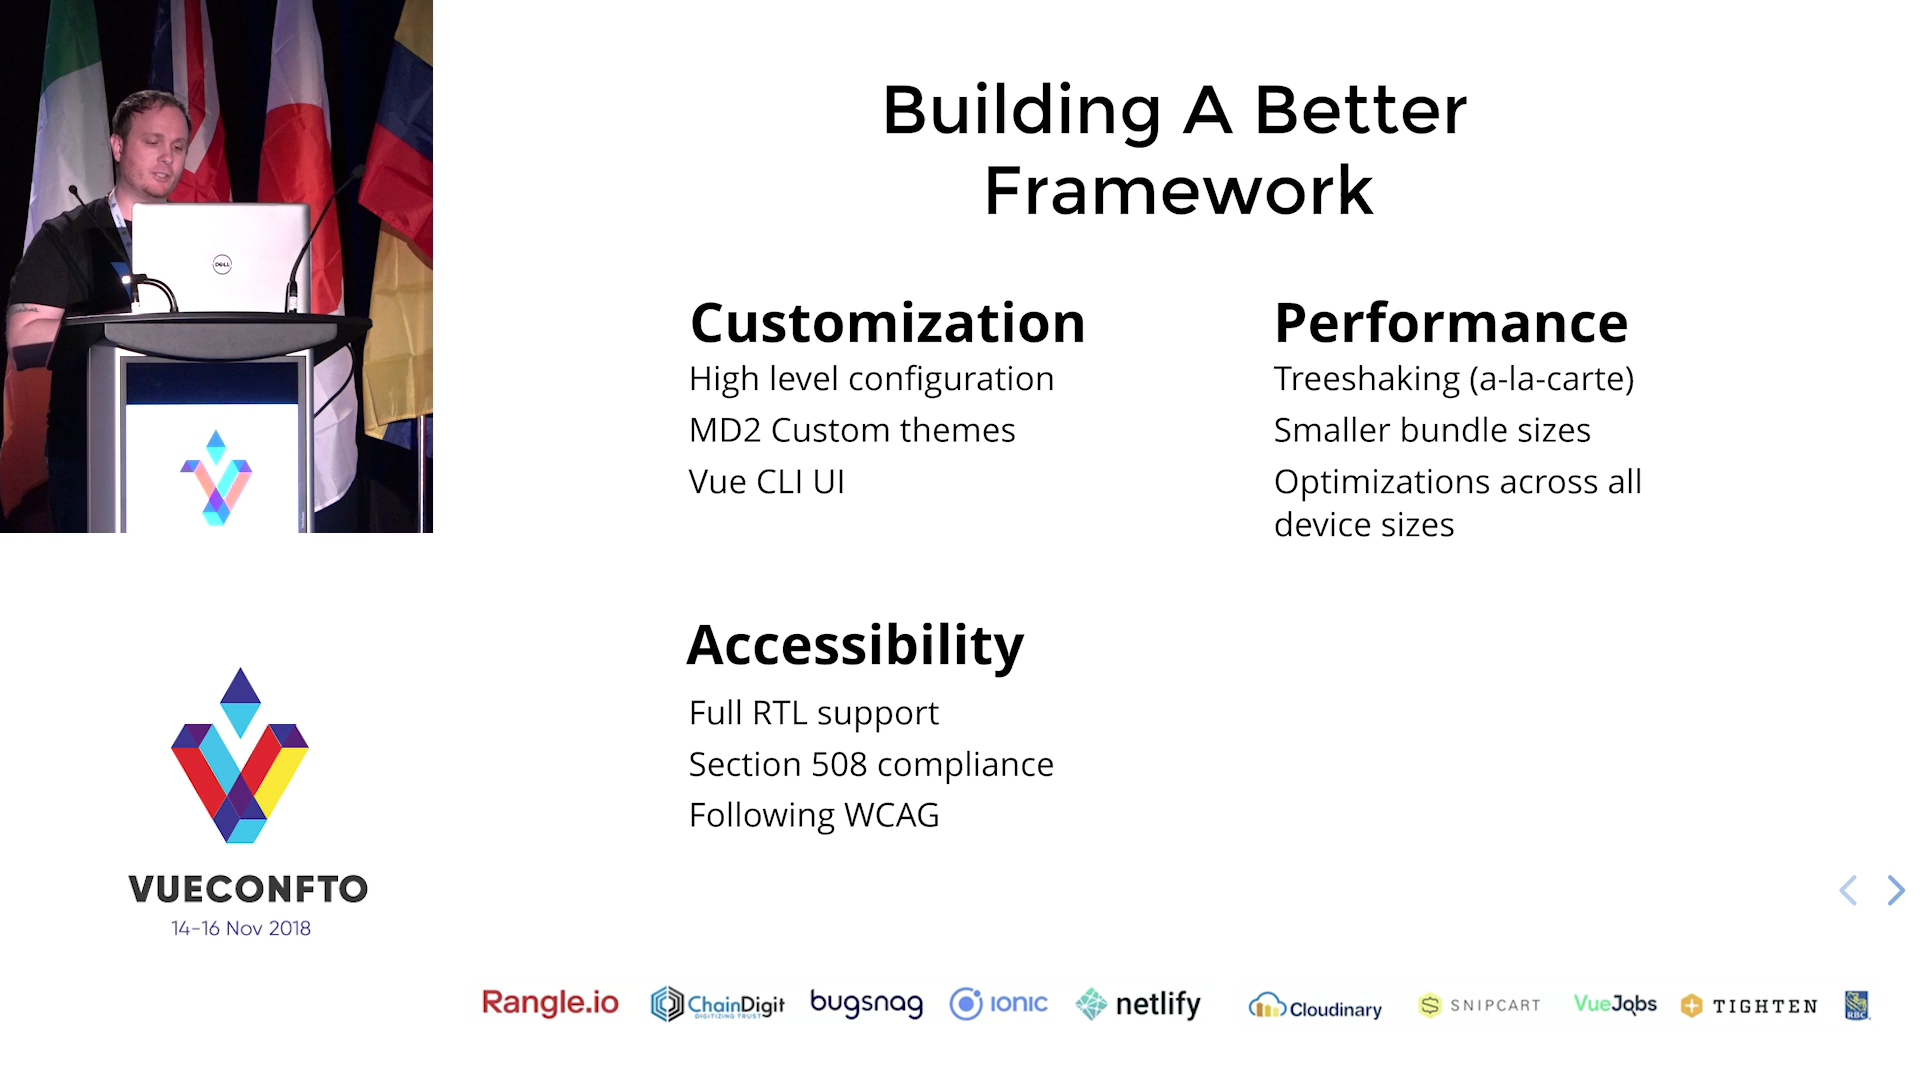 Building A Better
Framework
Customization
High level configuration
MD2 Custom themes
Vue CLI UI
Performance
Treeshaking (a-la-carte)
Smaller bundle sizes
Optimizations across all
device sizes
Accessibility
Full RTL support
Section 508 compliance
Following WCAG
DELL
VUECONFTO
14-16 Nov 2018
Rangle.io
ChainDigit
DIGITIZING TRUST
bugsnag
IONIC
netlify
Cloudinary
SNIPCART
VueJobs
TIGHTEN
RBC